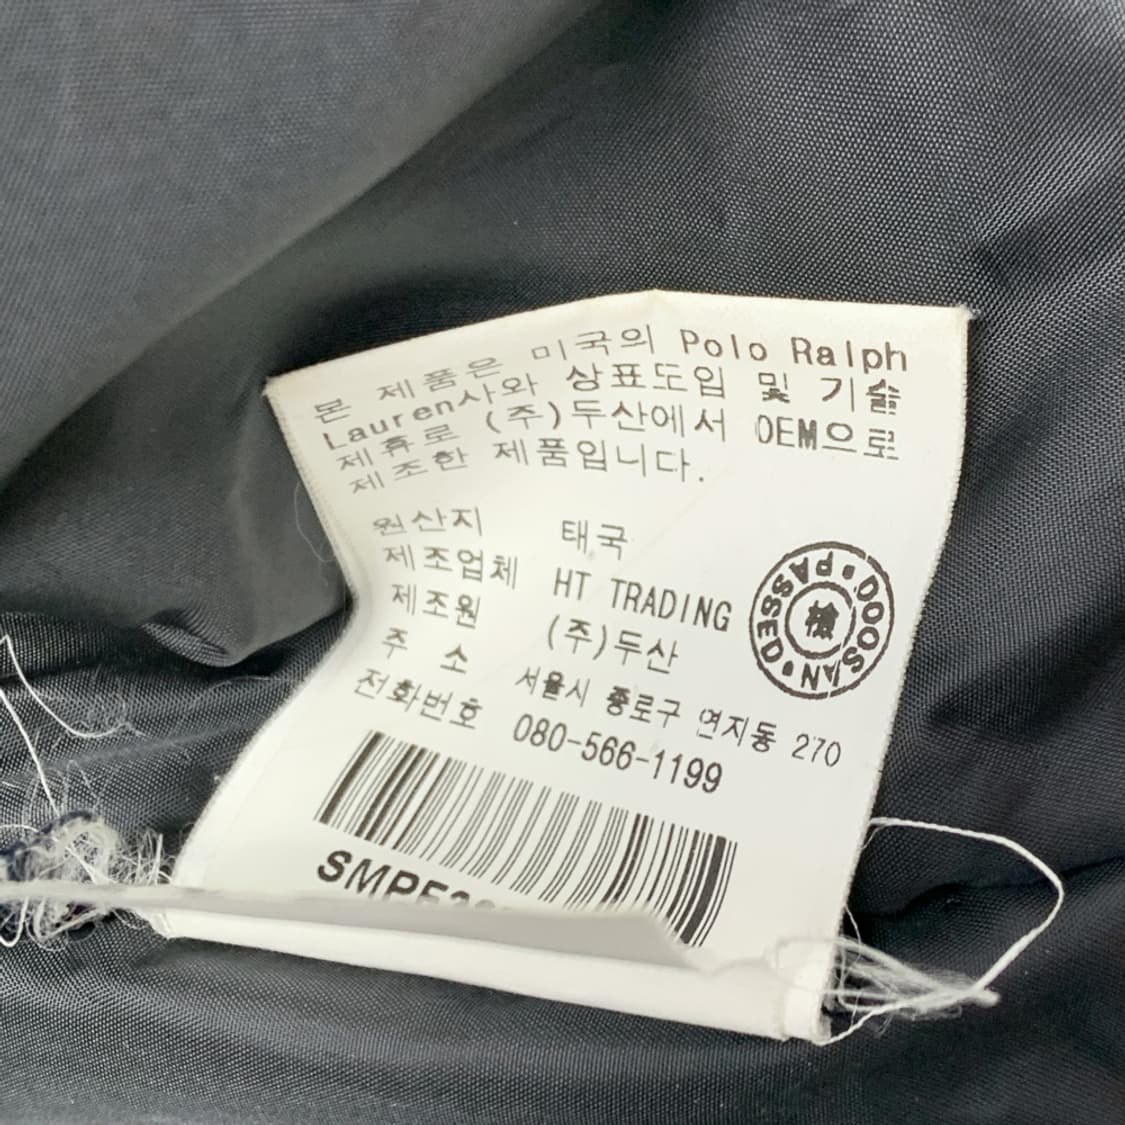 본 제품은 미국의 Polo Ralph
Lauren사와 상표도입 및 기술
제휴로 (주)두산에서 OEM으로
제조한 제품입니다.
원산지 태국
제조업체 HT TRADING
제조원 (주)두산
주 소 서울시 종로구 연지동 270
전화번호 080-566-1199
DOOSAN PASSED
檢